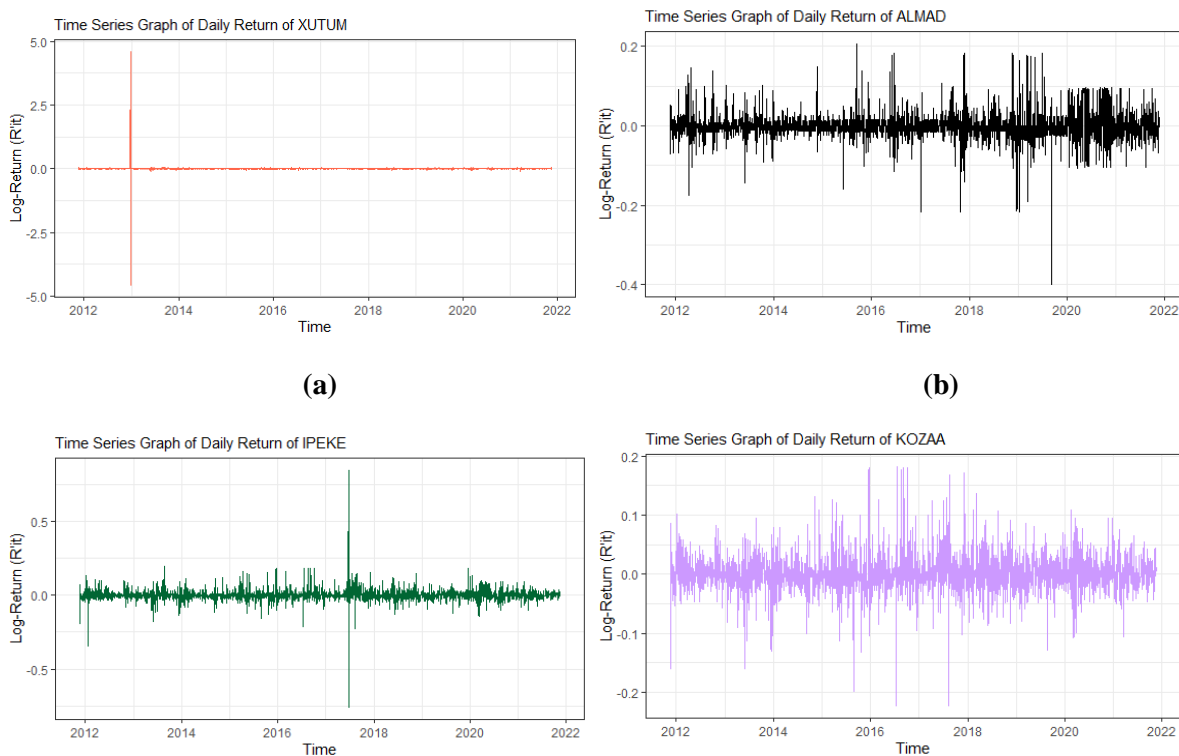 Time Series Graph of Daily Return of XUTUM
Log-Return (R'it)
5.0
2.5
0.0
-2.5
-5.0
2012 2014 2016 2018 2020 2022
Time
(a)
Time Series Graph of Daily Return of ALMAD
Log-Return (R'it)
0.2
0.0
-0.2
-0.4
2012 2014 2016 2018 2020 2022
Time
(b)
Time Series Graph of Daily Return of IPEKE
Log-Return (R'it)
0.5
0.0
-0.5
2012 2014 2016 2018 2020 2022
Time
Time Series Graph of Daily Return of KOZAA
Log-Return (R'it)
0.2
0.1
0.0
-0.1
-0.2
2012 2014 2016 2018 2020 2022
Time